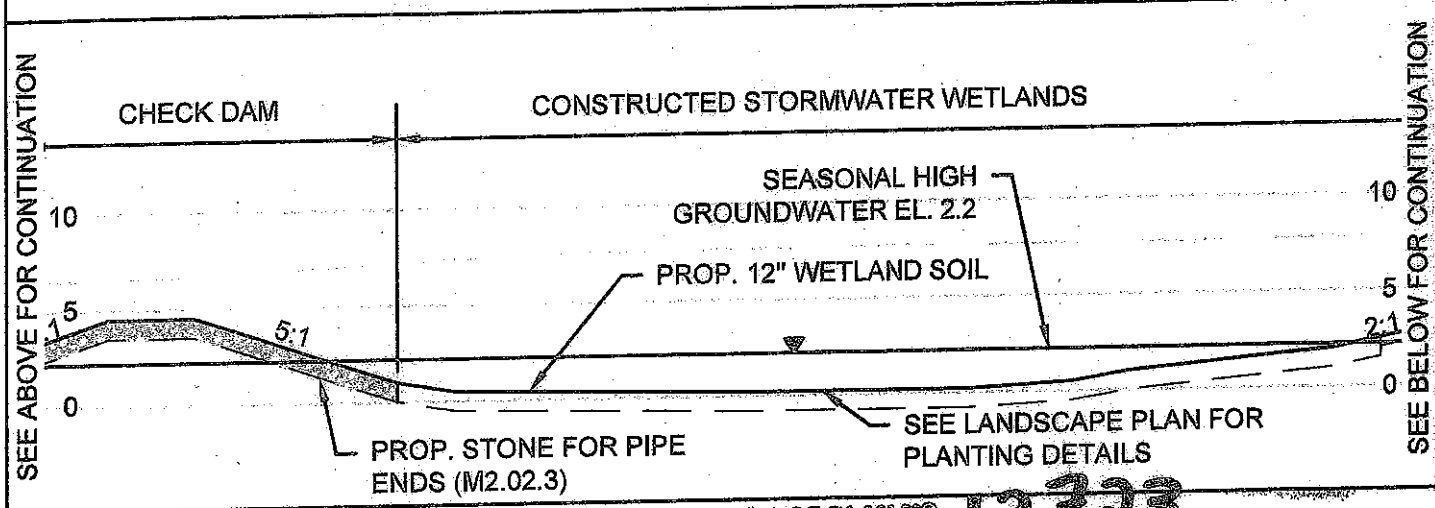 SEE ABOVE FOR CONTINUATION
CHECK DAM
CONSTRUCTED STORMWATER WETLANDS
SEE BELOW FOR CONTINUATION
SEASONAL HIGH
GROUNDWATER EL. 2.2
10
10
PROP. 12" WETLAND SOIL
5
5
5:1
2:1
0
0
PROP. STONE FOR PIPE
ENDS (M2.02.3)
SEE LANDSCAPE PLAN FOR
PLANTING DETAILS